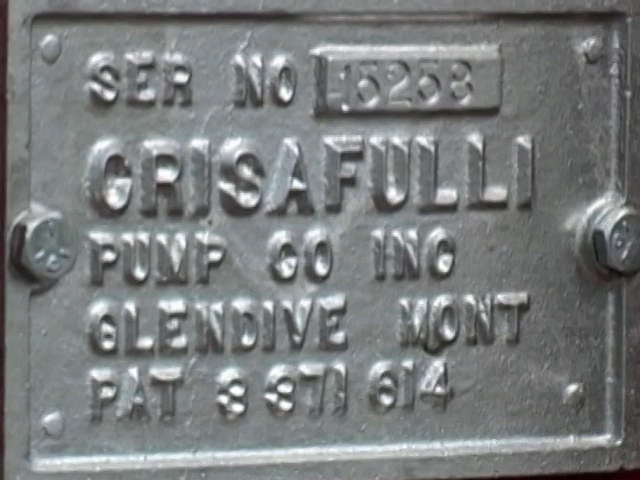 SER NO 15258
CRISAFULLI
PUMP CO INC
GLENDIVE MONT
PAT 3 371 614